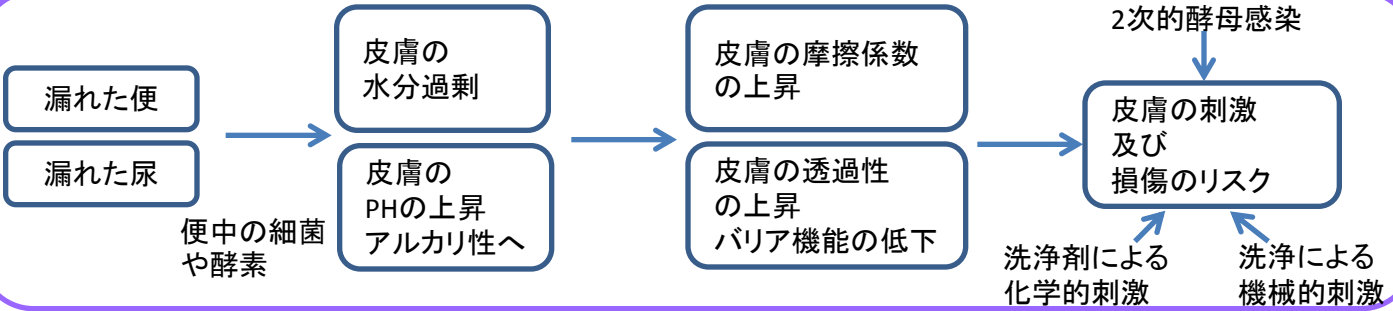 漏れた便
漏れた尿
便中の細菌
や酵素
皮膚の
水分過剰
皮膚の
PHの上昇
アルカリ性へ
皮膚の摩擦係数
の上昇
皮膚の透過性
の上昇
バリア機能の低下
2次的酵母感染
皮膚の刺激
及び
損傷のリスク
洗浄剤による
化学的刺激
洗浄による
機械的刺激